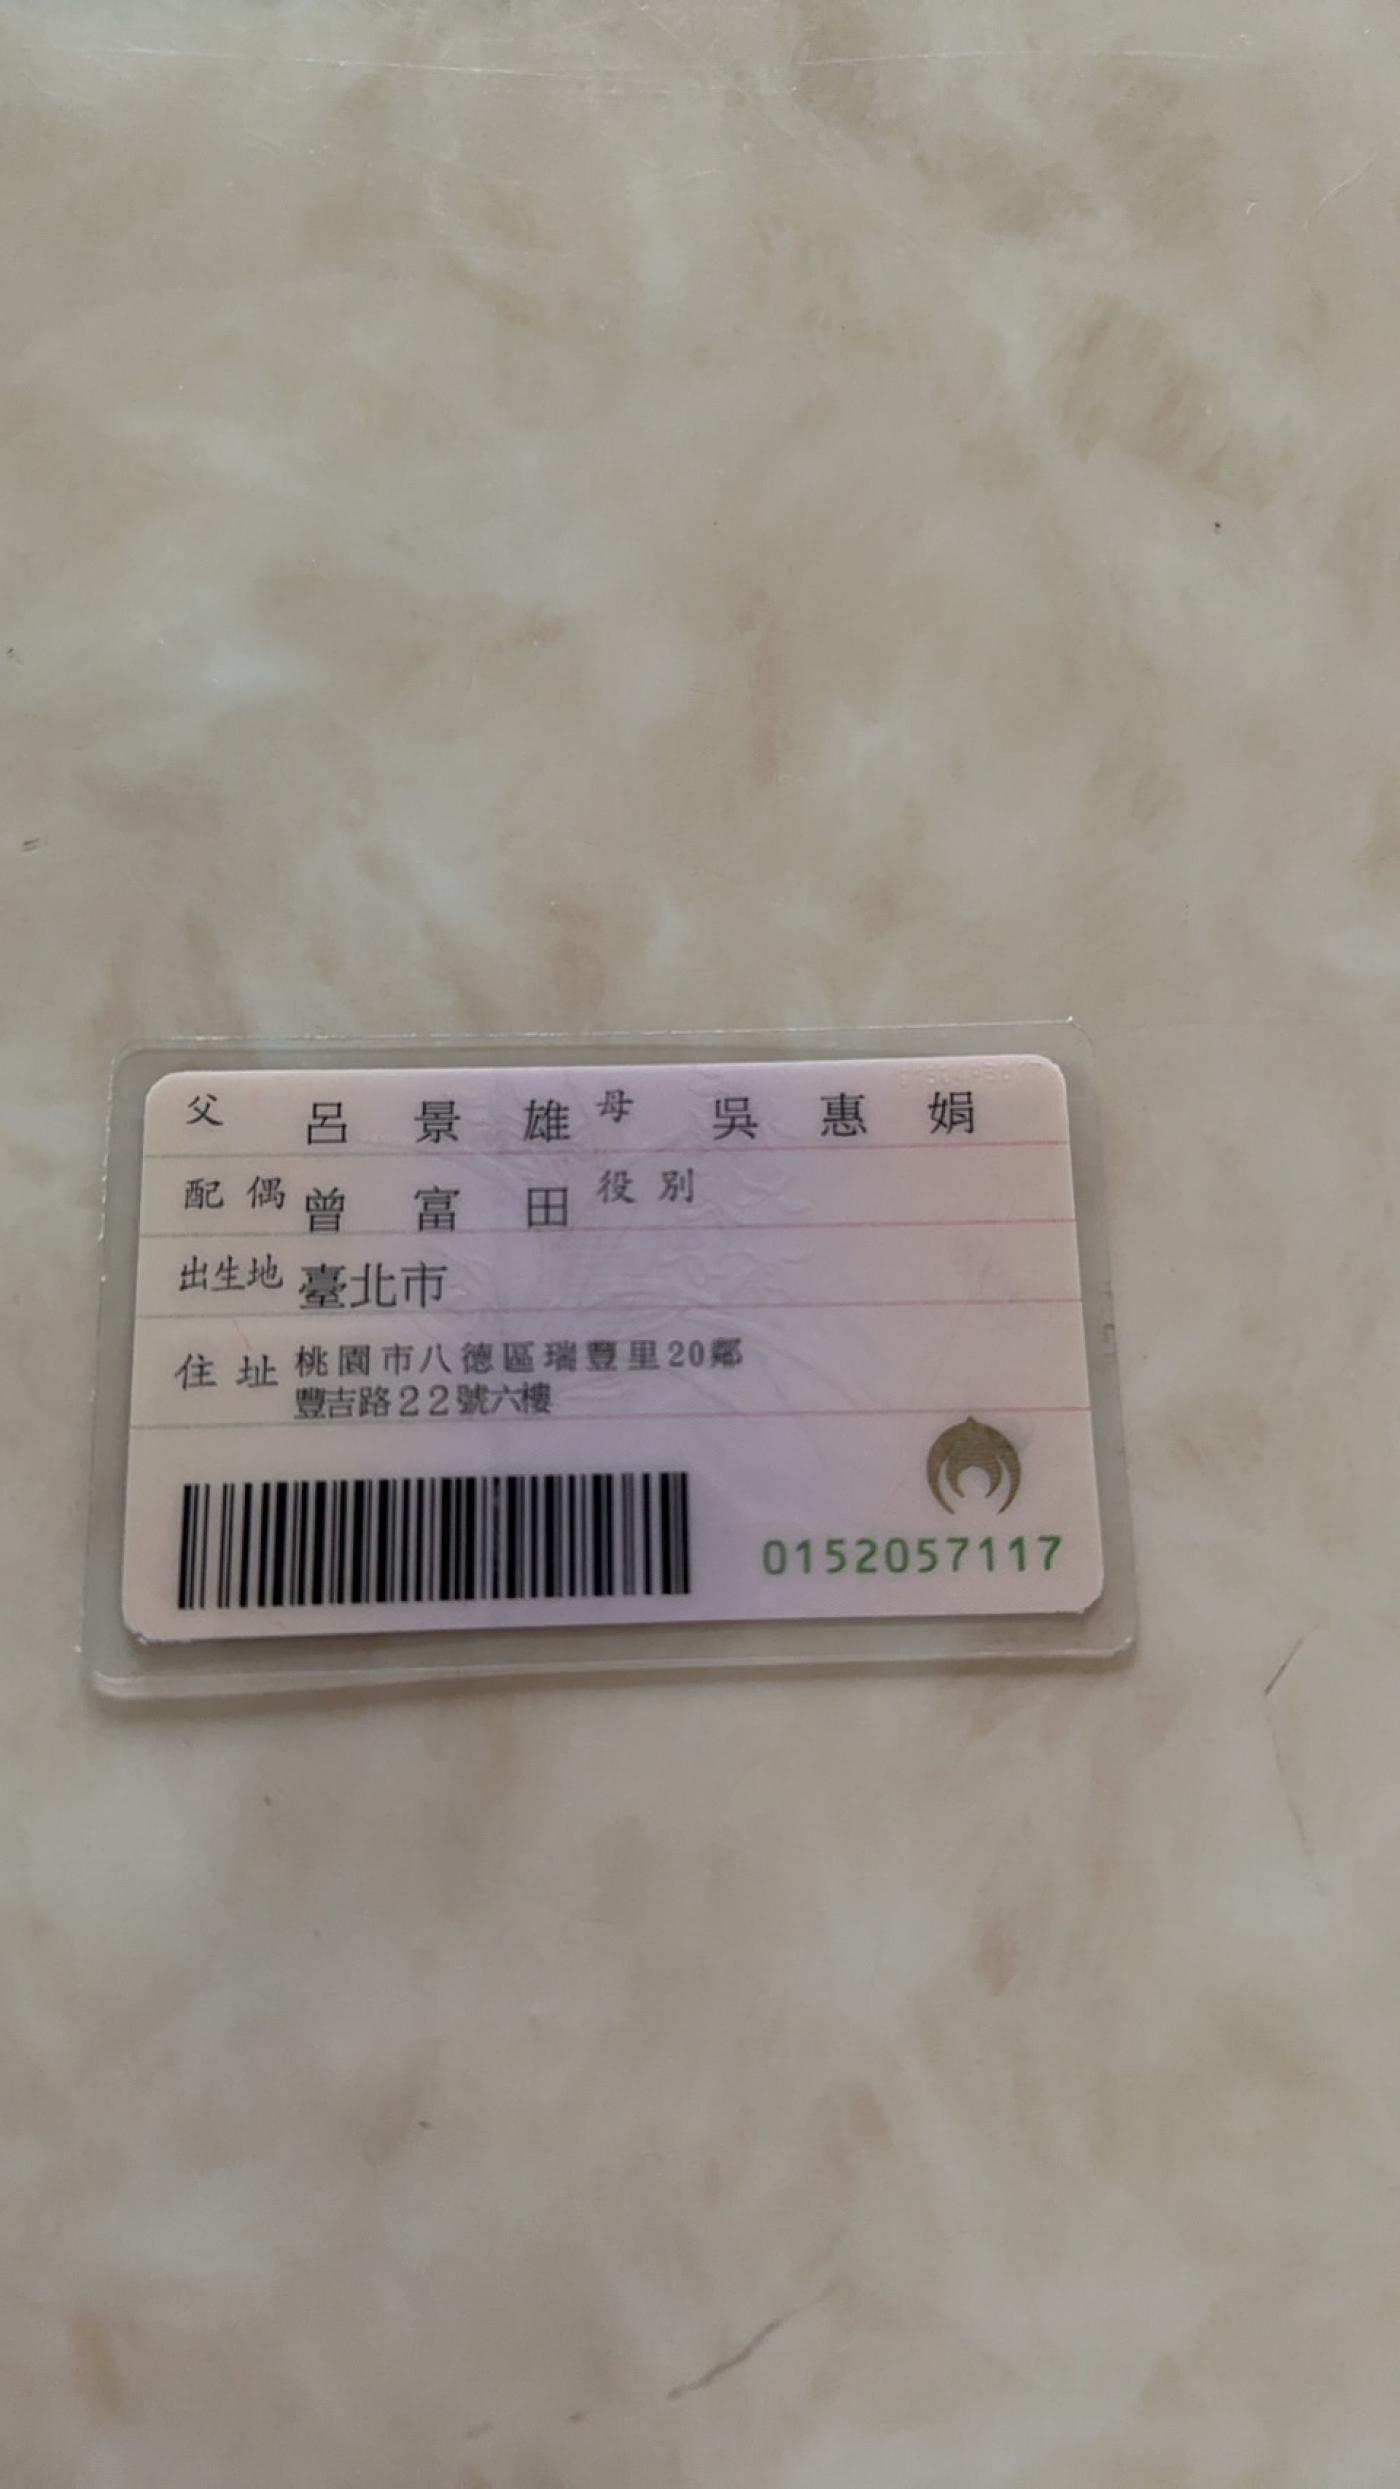 父 呂景雄 母 吳惠娟
配偶 曾富田 役別
出生地 臺北市
住址 桃園市八德區瑞豐里20鄰
豐吉路22號六樓
0152057117